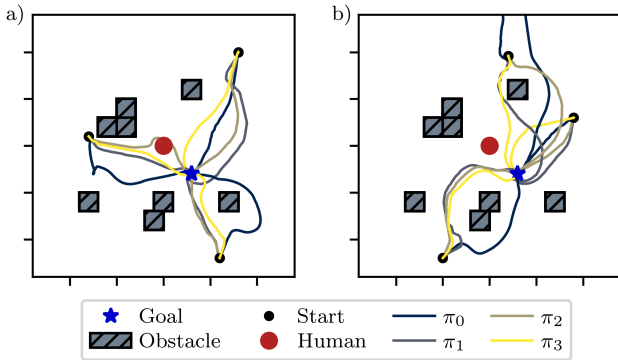 a)
b)
Goal
Start
π₀
π₂
Obstacle
Human
π₁
π₃